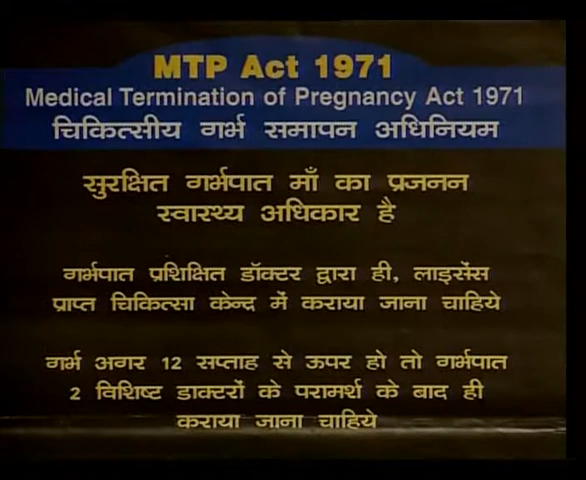 MTP Act 1971
Medical Termination of Pregnancy Act 1971
चिकित्सीय गर्भ समापन अधिनियम
सुरक्षित गर्भपात माँ का प्रजनन
स्वास्थ्य अधिकार है
गर्भपात प्रशिक्षित डॉक्टर द्वारा ही, लाइसेंस
प्राप्त चिकित्सा केन्द्र में कराया जाना चाहिये
गर्भ अगर 12 सप्ताह से ऊपर हो तो गर्भपात
2 विशिष्ट डाक्टरों के परामर्श के बाद ही
कराया जाना चाहिये